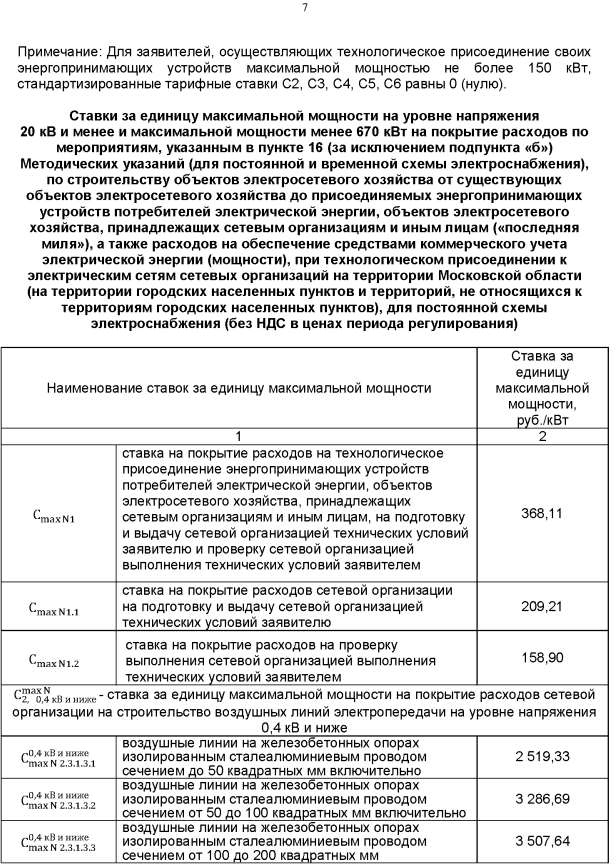 7
Примечание: Для заявителей, осуществляющих технологическое присоединение своих
энергопринимающих устройств максимальной мощностью не более 150 кВт,
стандартизированные тарифные ставки С2, С3, С4, С5, С6 равны 0 (нулю).
Ставки за единицу максимальной мощности на уровне напряжения
20 кВ и менее и максимальной мощности менее 670 кВт на покрытие расходов по
мероприятиям, указанным в пункте 16 (за исключением подпункта «б»)
Методических указаний (для постоянной и временной схемы электроснабжения),
по строительству объектов электросетевого хозяйства от существующих
объектов электросетевого хозяйства до присоединяемых энергопринимающих
устройств потребителей электрической энергии, объектов электросетевого
хозяйства, принадлежащих сетевым организациям и иным лицам («последняя
миля»), а также расходов на обеспечение средствами коммерческого учета
электрической энергии (мощности), при технологическом присоединении к
электрическим сетям сетевых организаций на территории Московской области
(на территории городских населенных пунктов и территорий, не относящихся к
территориям городских населенных пунктов), для постоянной схемы
электроснабжения (без НДС в ценах периода регулирования)
Наименование ставок за единицу максимальной мощности
Ставка за
единицу
максимальной
мощности,
руб./кВт
1
2
C max N1
ставка на покрытие расходов на технологическое
присоединение энергопринимающих устройств
потребителей электрической энергии, объектов
электросетевого хозяйства, принадлежащих
сетевым организациям и иным лицам, на подготовку
и выдачу сетевой организацией технических условий
заявителю и проверку сетевой организацией
выполнения технических условий заявителем
368,11
C max N1.1
ставка на покрытие расходов сетевой организации
на подготовку и выдачу сетевой организацией
технических условий заявителю
209,21
C max N1.2
ставка на покрытие расходов на проверку
выполнения сетевой организацией выполнения
технических условий заявителем
158,90
C max N 2, 0,4 кВ и ниже - ставка за единицу максимальной мощности на покрытие расходов сетевой
организации на строительство воздушных линий электропередачи на уровне напряжения
0,4 кВ и ниже
C 0,4 кВ и ниже max N 2.3.1.3.1
воздушные линии на железобетонных опорах
изолированным сталеалюминиевым проводом
сечением до 50 квадратных мм включительно
2 519,33
C 0,4 кВ и ниже max N 2.3.1.3.2
воздушные линии на железобетонных опорах
изолированным сталеалюминиевым проводом
сечением от 50 до 100 квадратных мм включительно
3 286,69
C 0,4 кВ и ниже max N 2.3.1.3.3
воздушные линии на железобетонных опорах
изолированным сталеалюминиевым проводом
сечением от 100 до 200 квадратных мм
3 507,64